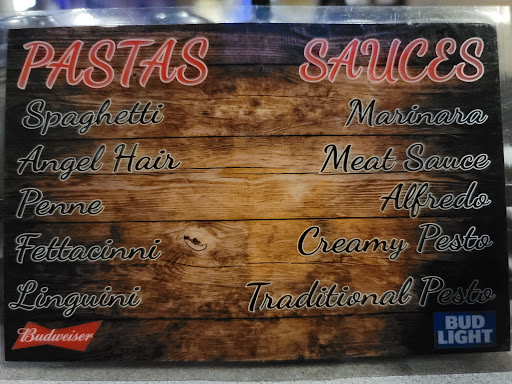 PASTAS SAUCES
Spaghetti Marinara
Angel Hair Meat Sauce
Penne Alfredo
Fettacinni Creamy Pesto
Linguini Traditional Pesto
Budweiser
BUD
LIGHT